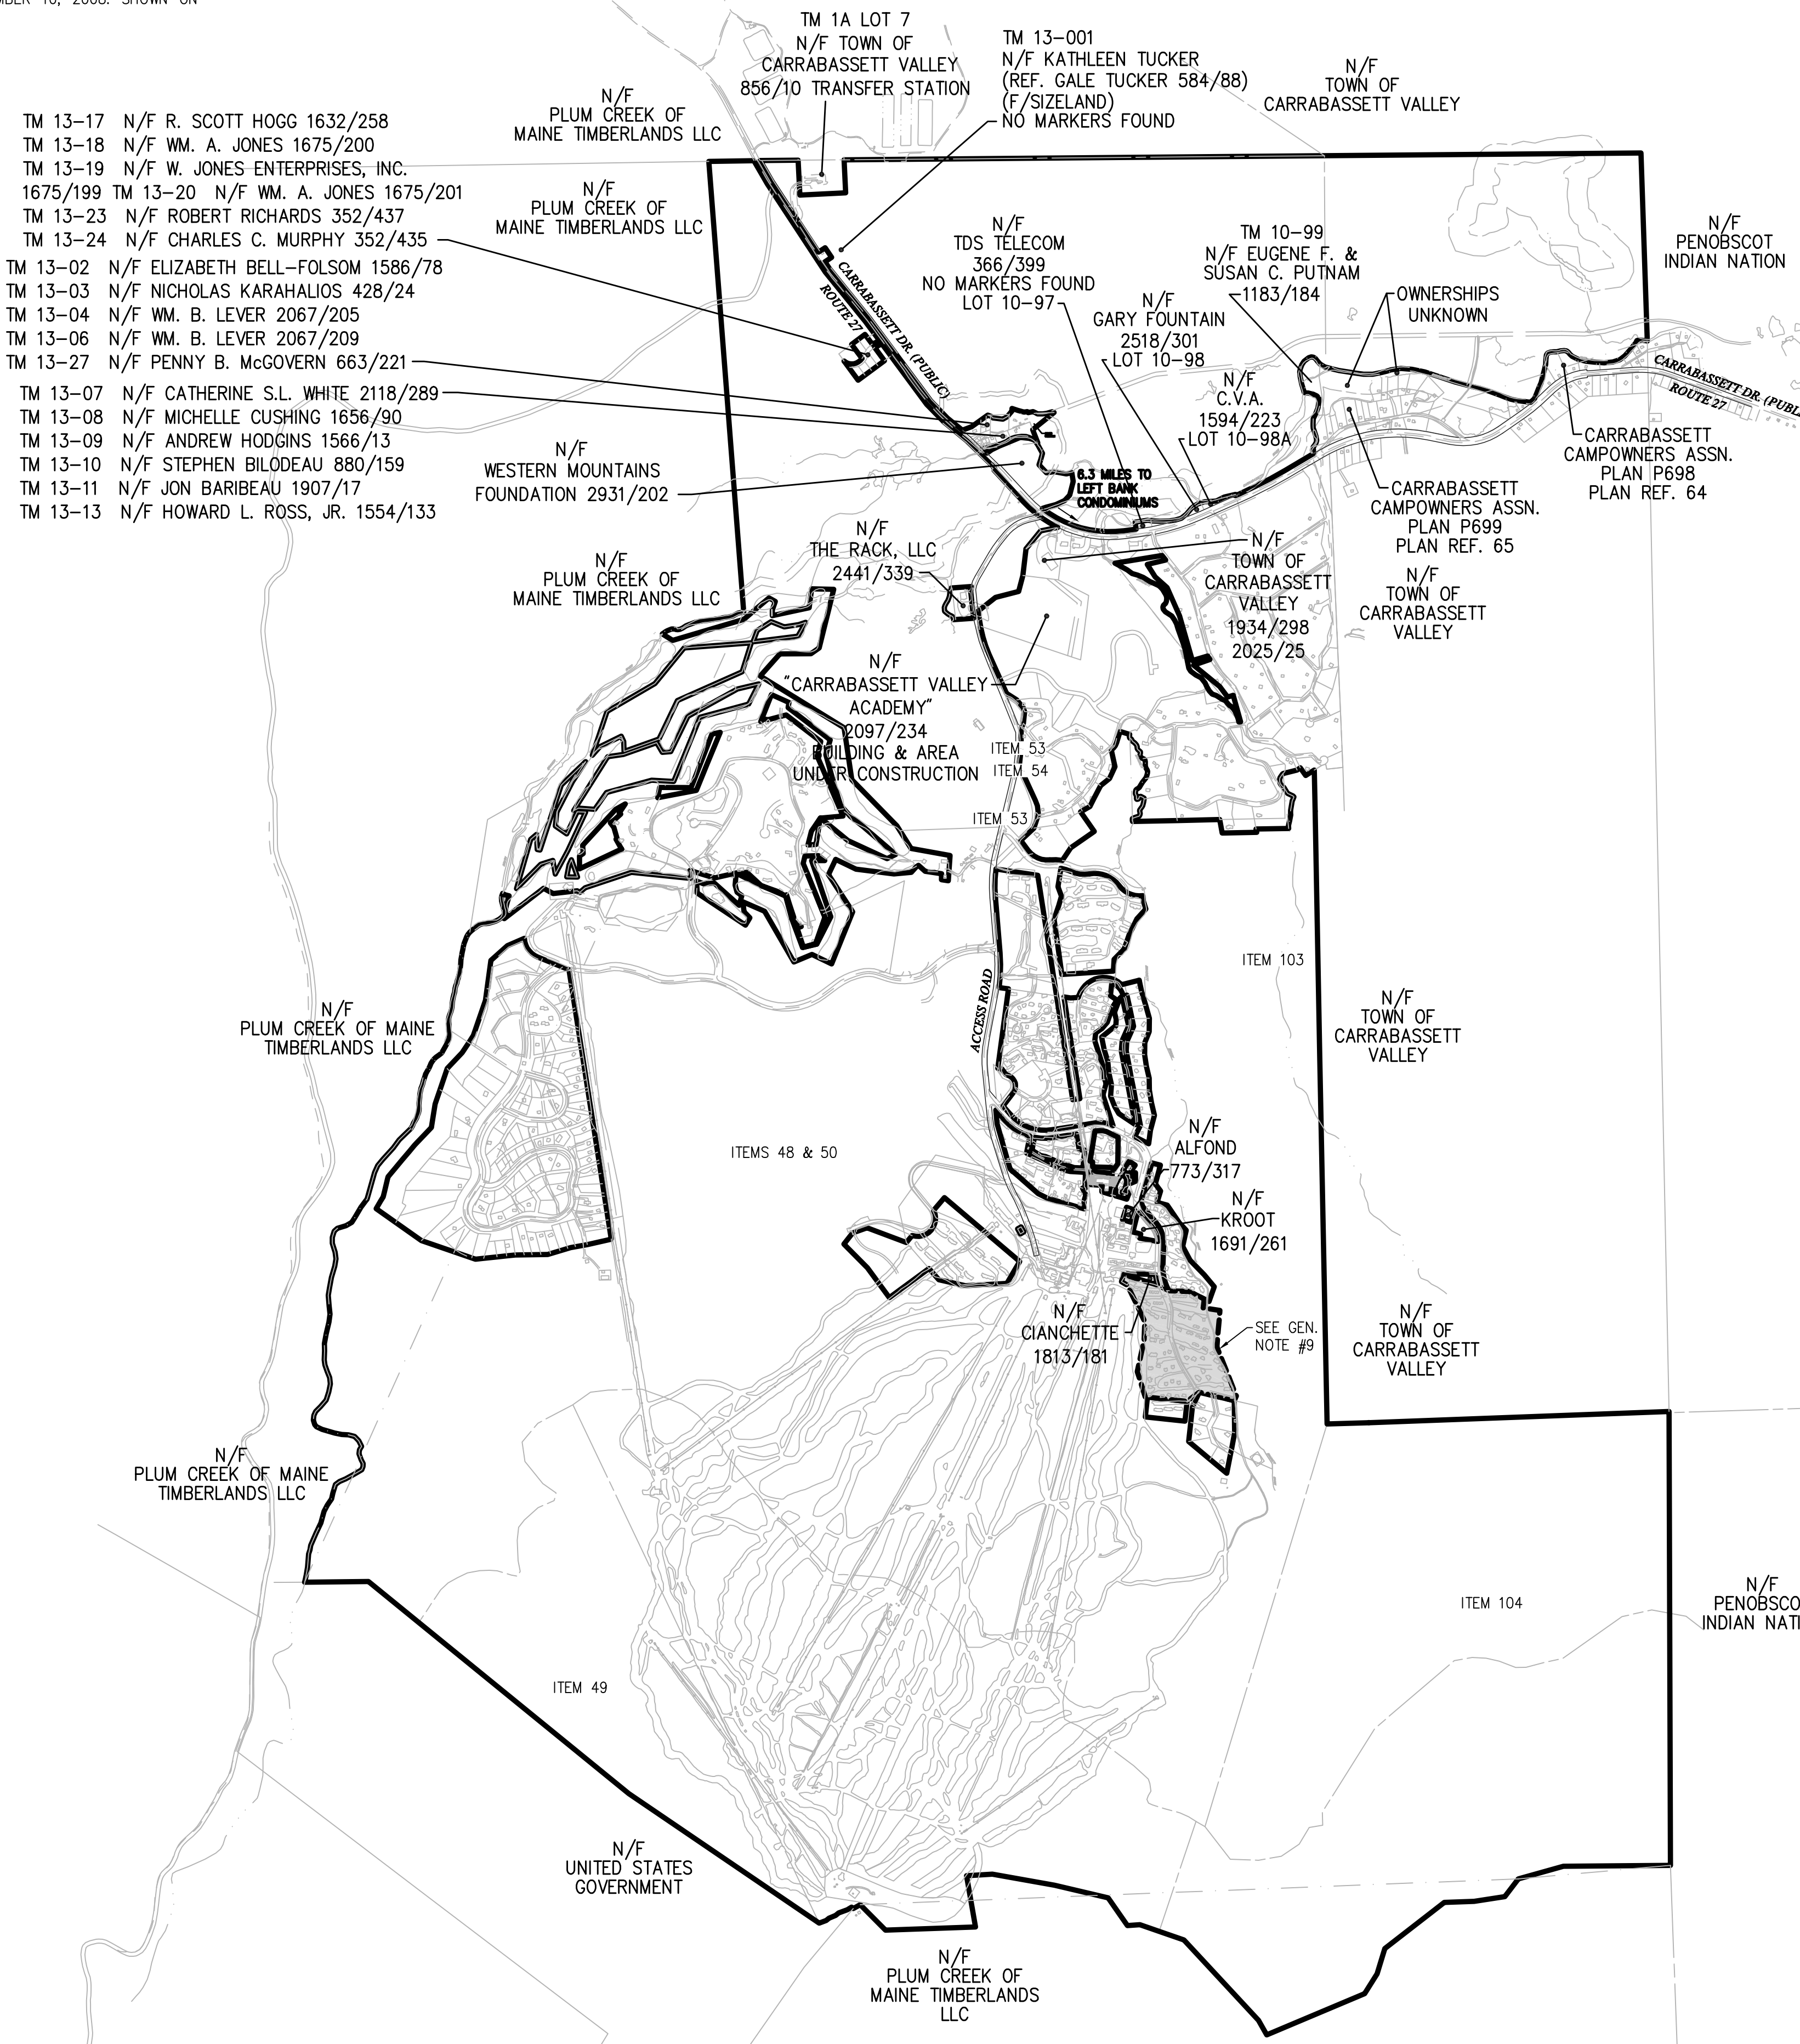 TM 1A LOT 7
N/F TOWN OF
CARRABASSETT VALLEY
856/10 TRANSFER STATION
TM 13-001
N/F KATHLEEN TUCKER
(REF. GALE TUCKER 584/88)
(F/SIZELAND)
NO MARKERS FOUND
N/F
TOWN OF
CARRABASSETT VALLEY
N/F
PLUM CREEK OF
MAINE TIMBERLANDS LLC
TM 13-17 N/F R. SCOTT HOGG 1632/258
TM 13-18 N/F WM. A. JONES 1675/200
TM 13-19 N/F W. JONES ENTERPRISES, INC.
1675/199 TM 13-20 N/F WM. A. JONES 1675/201
TM 13-23 N/F ROBERT RICHARDS 352/437
TM 13-24 N/F CHARLES C. MURPHY 352/435
TM 13-02 N/F ELIZABETH BELL-FOLSOM 1586/78
TM 13-03 N/F NICHOLAS KARAHALIOS 428/24
TM 13-04 N/F WM. B. LEVER 2067/205
TM 13-06 N/F WM. B. LEVER 2067/209
TM 13-27 N/F PENNY B. McGOVERN 663/221
TM 13-07 N/F CATHERINE S.L. WHITE 2118/289
TM 13-08 N/F MICHELLE CUSHING 1656/90
TM 13-09 N/F ANDREW HODGINS 1566/13
TM 13-10 N/F STEPHEN BILODEAU 880/159
TM 13-11 N/F JON BARIBEAU 1907/17
TM 13-13 N/F HOWARD L. ROSS, JR. 1554/133
N/F
PLUM CREEK OF
MAINE TIMBERLANDS LLC
N/F
TDS TELECOM
366/399
NO MARKERS FOUND
LOT 10-97
TM 10-99
N/F EUGENE F. &
SUSAN C. PUTNAM
1183/184
N/F
PENOBSCOT
INDIAN NATION
CARRABASSETT DR. (PUBLIC)
ROUTE 27
N/F
GARY FOUNTAIN
2518/301
LOT 10-98
OWNERSHIPS
UNKNOWN
N/F
C.V.A.
1594/223
LOT 10-98A
ROUTE 27
CARRABASSETT
CAMPOWNERS ASSN.
PLAN P698
PLAN REF. 64
CARRABASSETT
CAMPOWNERS ASSN.
PLAN P699
PLAN REF. 65
N/F
WESTERN MOUNTAINS
FOUNDATION 2931/202
6.3 MILES TO
LEFT BANK
CONDOMINIUMS
N/F
THE RACK, LLC
2441/339
N/F
PLUM CREEK OF
MAINE TIMBERLANDS LLC
N/F
TOWN OF
CARRABASSETT
VALLEY
1934/298
2025/25
N/F
TOWN OF
CARRABASSETT
VALLEY
N/F
"CARRABASSETT VALLEY
ACADEMY"
2097/234
BUILDING & AREA
UNDER CONSTRUCTION
ITEM 53
ITEM 54
ITEM 53
ITEM 103
ACCESS ROAD
N/F
PLUM CREEK OF MAINE
TIMBERLANDS LLC
N/F
TOWN OF
CARRABASSETT
VALLEY
ITEMS 48 & 50
N/F
ALFOND
773/317
N/F
KROOT
1691/261
N/F
CIANCHETTE
1813/181
SEE GEN.
NOTE #9
N/F
TOWN OF
CARRABASSETT
VALLEY
N/F
PLUM CREEK OF MAINE
TIMBERLANDS LLC
ITEM 104
N/F
PENOBSCO
INDIAN NATI
ITEM 49
N/F
UNITED STATES
GOVERNMENT
N/F
PLUM CREEK OF
MAINE TIMBERLANDS
LLC